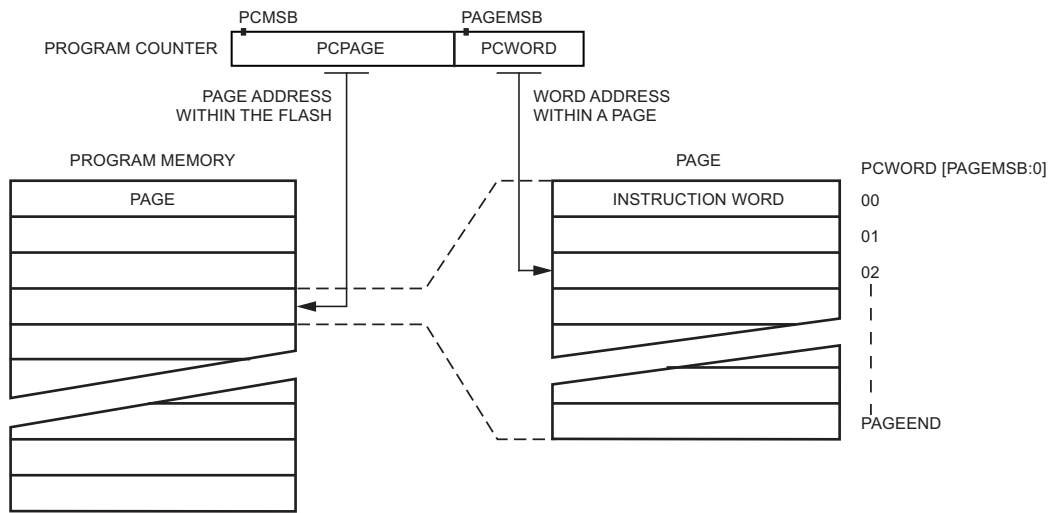 PCMSB
PAGEMSB
PROGRAM COUNTER
PCPAGE
PCWORD
PAGE ADDRESS
WITHIN THE FLASH
WORD ADDRESS
WITHIN A PAGE
PROGRAM MEMORY
PAGE
PCWORD [PAGEMSB:0]
PAGE
INSTRUCTION WORD
00
01
02
PAGEEND